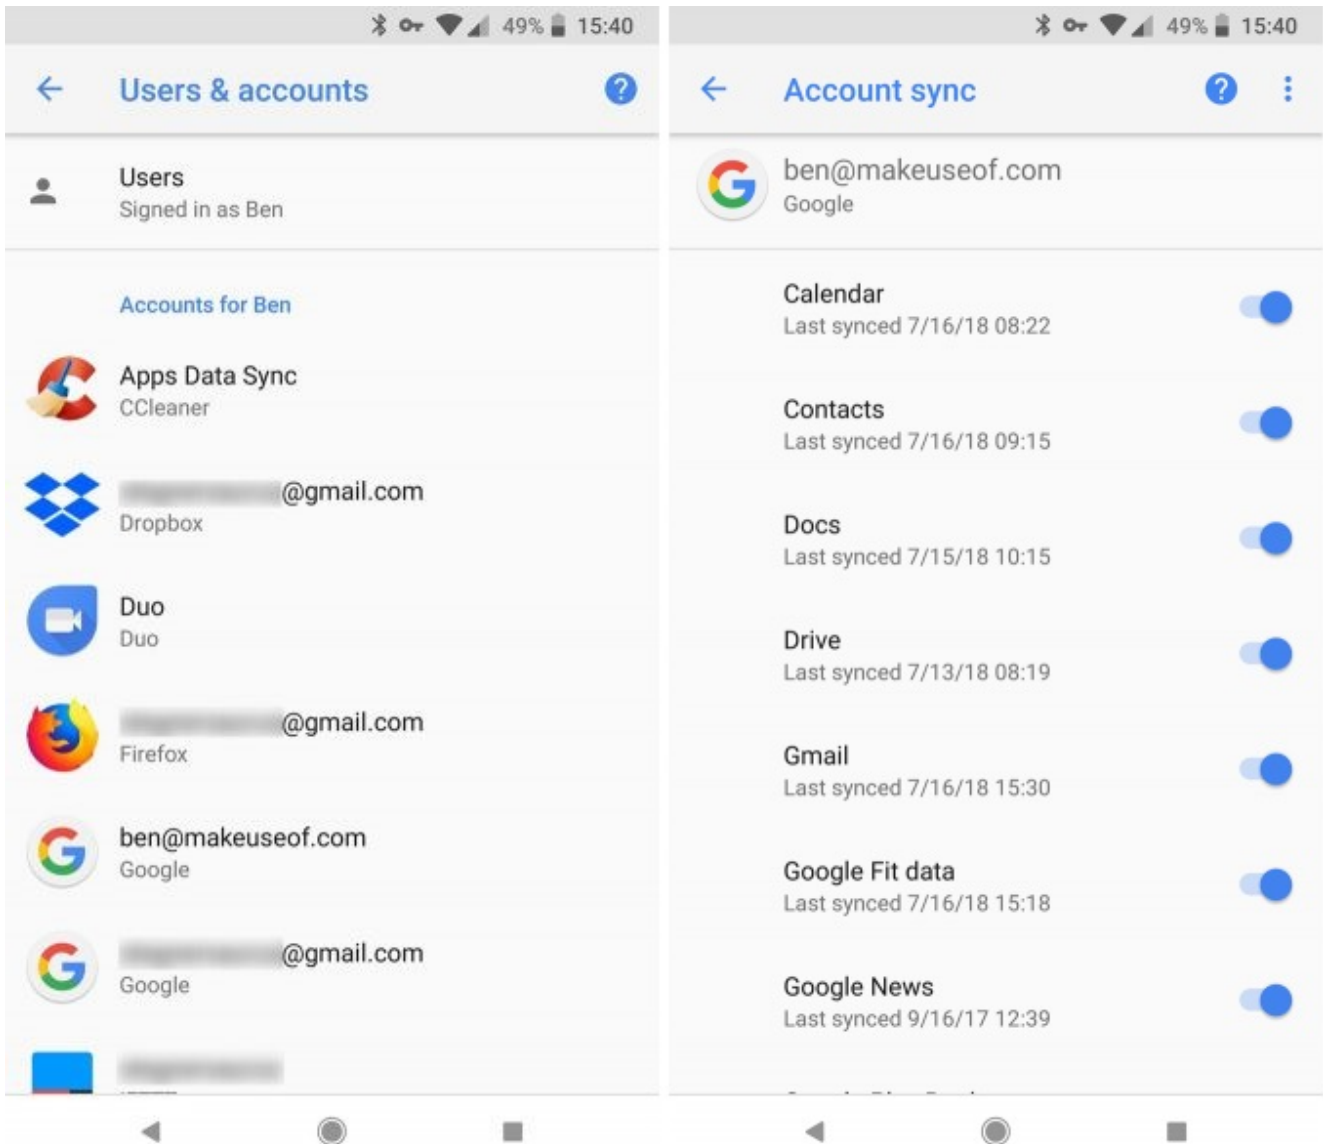 49% 15:40
Users & accounts
Users
Signed in as Ben
Accounts for Ben
Apps Data Sync
CCleaner
@gmail.com
Dropbox
Duo
Duo
@gmail.com
Firefox
ben@makeuseof.com
Google
@gmail.com
Google
49% 15:40
Account sync
ben@makeuseof.com
Google
Calendar
Last synced 7/16/18 08:22
Contacts
Last synced 7/16/18 09:15
Docs
Last synced 7/15/18 10:15
Drive
Last synced 7/13/18 08:19
Gmail
Last synced 7/16/18 15:30
Google Fit data
Last synced 7/16/18 15:18
Google News
Last synced 9/16/17 12:39